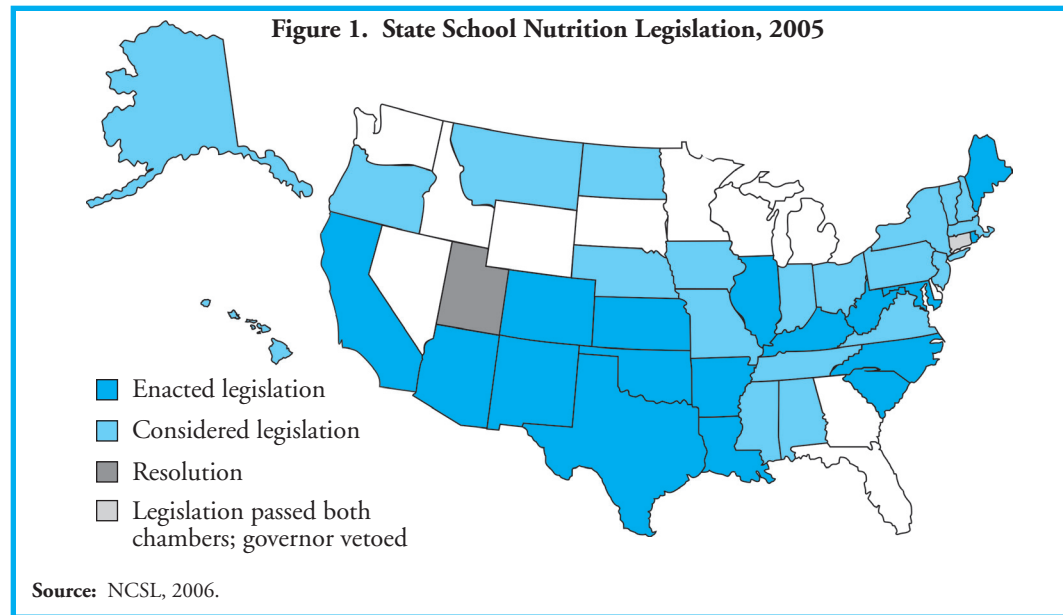 Figure 1. State School Nutrition Legislation, 2005
Enacted legislation
Considered legislation
Resolution
Legislation passed both
chambers; governor vetoed
Source: NCSL, 2006.